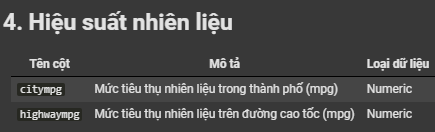 4. Hiệu suất nhiên liệu
Tên cột Mô tả Loại dữ liệu
citympg Mức tiêu thụ nhiên liệu trong thành phố (mpg) Numeric
highwaympg Mức tiêu thụ nhiên liệu trên đường cao tốc (mpg) Numeric